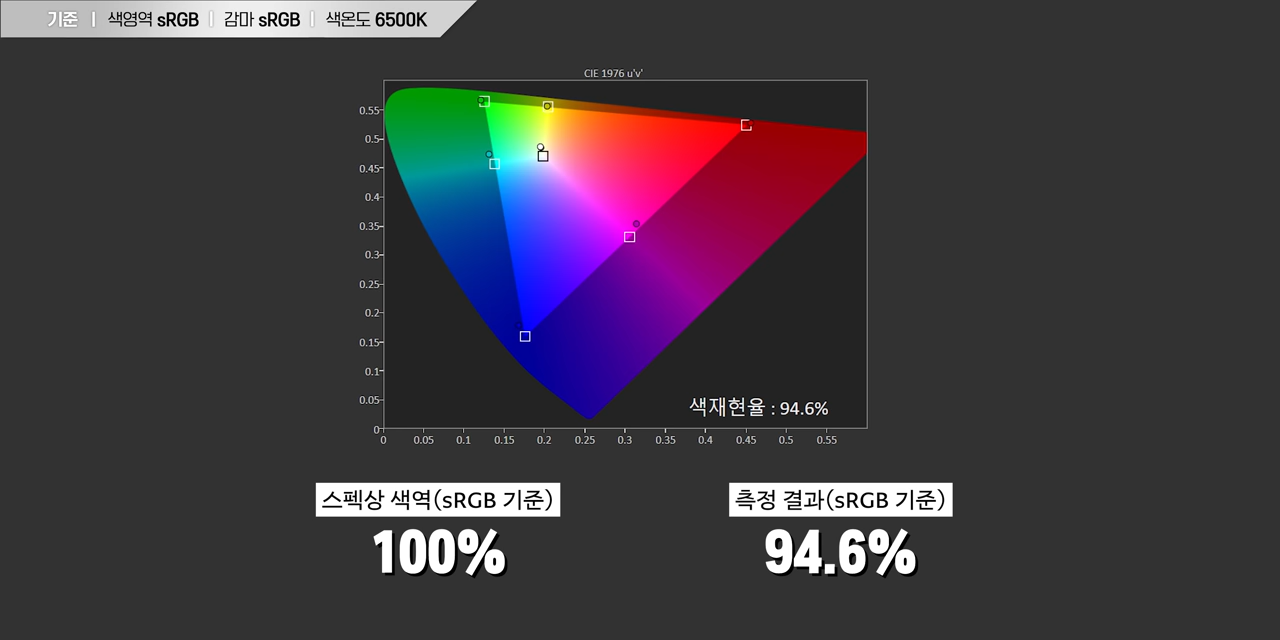 기준 | 색영역 sRGB | 감마 sRGB | 색온도 6500K
CIE 1976 u'v'
0.55
0.5
0.45
0.4
0.35
0.3
0.25
0.2
0.15
0.1
0.05
0
0 0.05 0.1 0.15 0.2 0.25 0.3 0.35 0.4 0.45 0.5 0.55
색재현율 : 94.6%
스펙상 색역(sRGB 기준)
100%
측정 결과(sRGB 기준)
94.6%